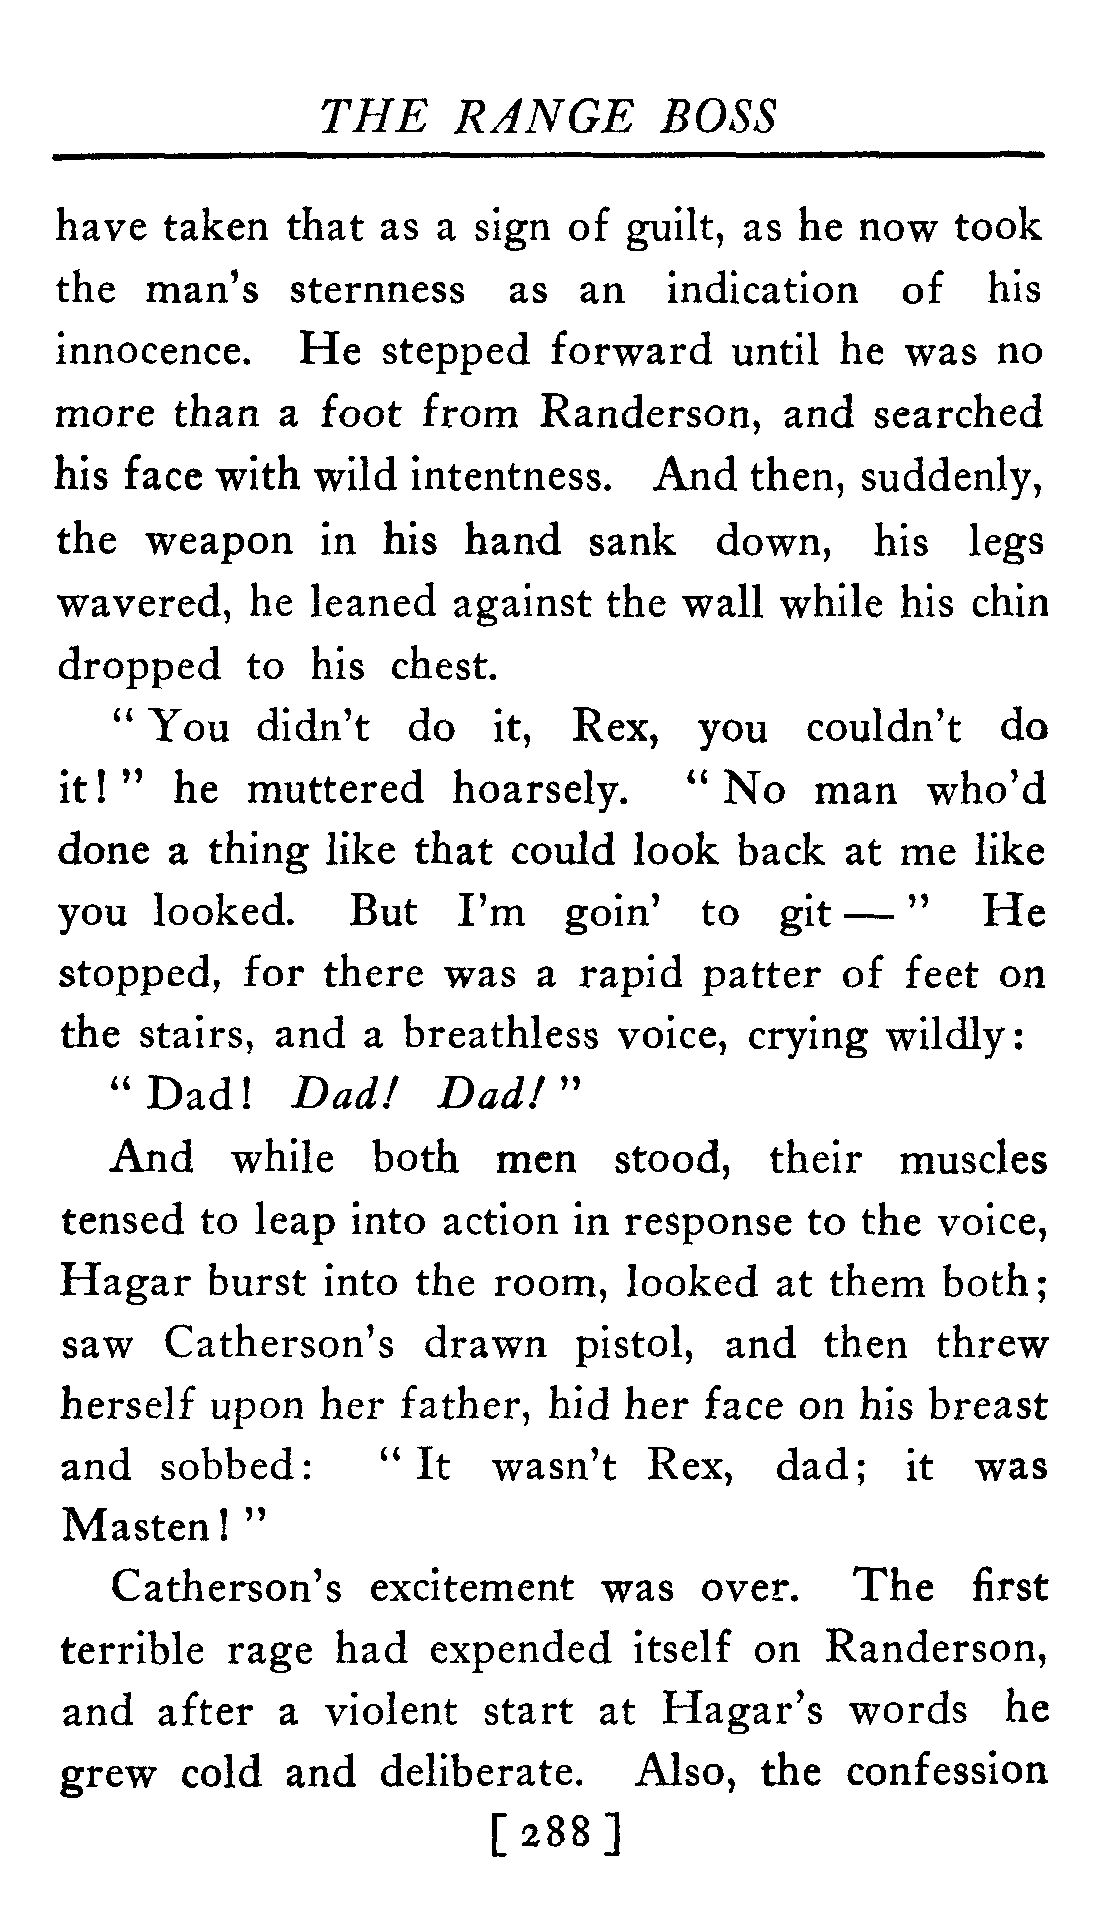 THE RANGE BOSS
have taken that as a sign of guilt, as he now took
the man's sternness as an indication of his
innocence. He stepped forward until he was no
more than a foot from Randerson, and searched
his face with wild intentness. And then, suddenly,
the weapon in his hand sank down, his legs
wavered, he leaned against the wall while his chin
dropped to his chest.
“ You didn't do it, Rex, you couldn't do
it! ” he muttered hoarsely. “ No man who'd
done a thing like that could look back at me like
you looked. But I'm goin' to git — ” He
stopped, for there was a rapid patter of feet on
the stairs, and a breathless voice, crying wildly:
“ Dad! Dad! Dad! ”
And while both men stood, their muscles
tensed to leap into action in response to the voice,
Hagar burst into the room, looked at them both;
saw Catherson's drawn pistol, and then threw
herself upon her father, hid her face on his breast
and sobbed: “ It wasn't Rex, dad; it was
Masten! ”
Catherson's excitement was over. The first
terrible rage had expended itself on Randerson,
and after a violent start at Hagar's words he
grew cold and deliberate. Also, the confession
[ 288 ]